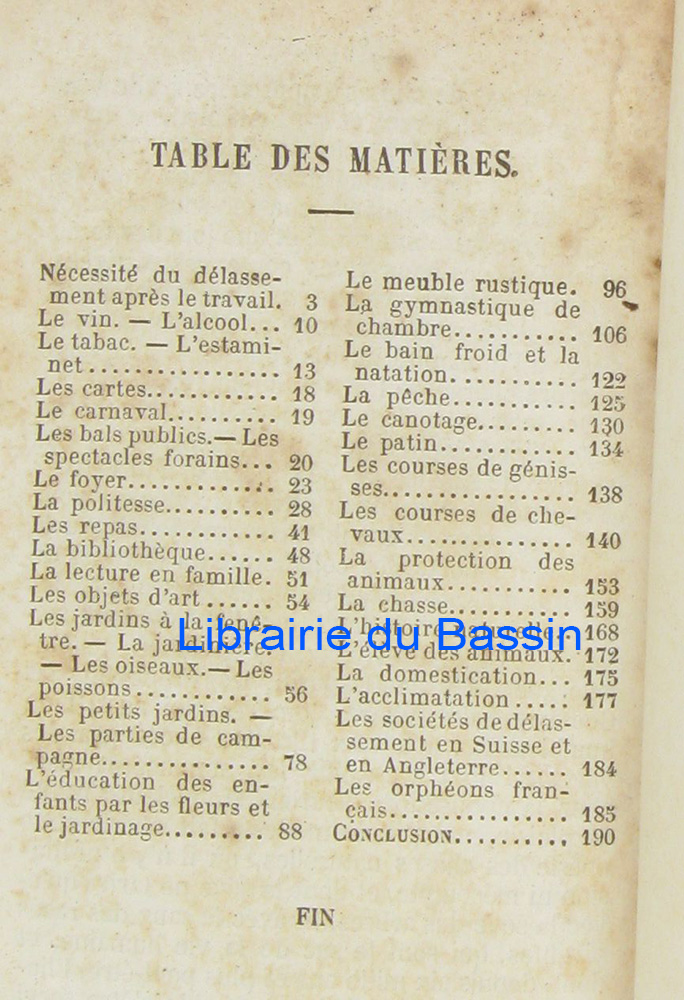 TABLE DES MATIÈRES.
Nécessité du délasse-
ment après le travail. 3
Le vin. — L'alcool... 10
Le tabac. — L'estami-
net................. 13
Les cartes............ 18
Le carnaval.......... 19
Les bals publics.— Les
spectacles forains... 20
Le foyer............. 23
La politesse.......... 28
Les repas............ 41
La bibliothèque...... 48
La lecture en famille. 51
Les objets d'art ...... 54
Les jardins à la fenê-
tre. — La jardinière.
— Les oiseaux.— Les
poissons............ 56
Les petits jardins. —
Les parties de cam-
pagne............... 78
L'éducation des en-
fants par les fleurs et
le jardinage......... 88
Le meuble rustique. 96
La gymnastique de
chambre........... 106
Le bain froid et la
natation............ 122
La pêche............ 125
Le canotage......... 130
Le patin............. 134
Les courses de génis-
ses................. 138
Les courses de che-
vaux............... 140
La protection des
animaux........... 153
La chasse........... 159
L'histoire naturelle.. 168
L'élève des animaux. 172
La domestication... 175
L'acclimatation ..... 177
Les sociétés de délas-
sement en Suisse et
en Angleterre...... 184
Les orphéons fran-
çais................ 185
CONCLUSION.......... 190
FIN
Librairie du Bassin